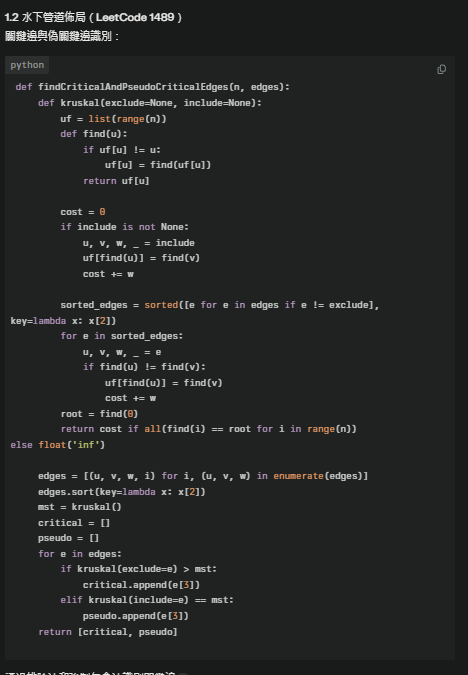 1.2 水下管道佈局（LeetCode 1489）
關鍵邊與偽關鍵邊識別：
python
def findCriticalAndPseudoCriticalEdges(n, edges):
    def kruskal(exclude=None, include=None):
        uf = list(range(n))
        def find(u):
            if uf[u] != u:
                uf[u] = find(uf[u])
            return uf[u]

        cost = 0
        if include is not None:
            u, v, w, _ = include
            uf[find(u)] = find(v)
            cost += w

        sorted_edges = sorted([e for e in edges if e != exclude],
key=lambda x: x[2])
        for e in sorted_edges:
            u, v, w, _ = e
            if find(u) != find(v):
                uf[find(u)] = find(v)
                cost += w
        root = find(0)
        return cost if all(find(i) == root for i in range(n))
else float('inf')

    edges = [(u, v, w, i) for i, (u, v, w) in enumerate(edges)]
    edges.sort(key=lambda x: x[2])
    mst = kruskal()
    critical = []
    pseudo = []
    for e in edges:
        if kruskal(exclude=e) > mst:
            critical.append(e[3])
        elif kruskal(include=e) == mst:
            pseudo.append(e[3])
    return [critical, pseudo]